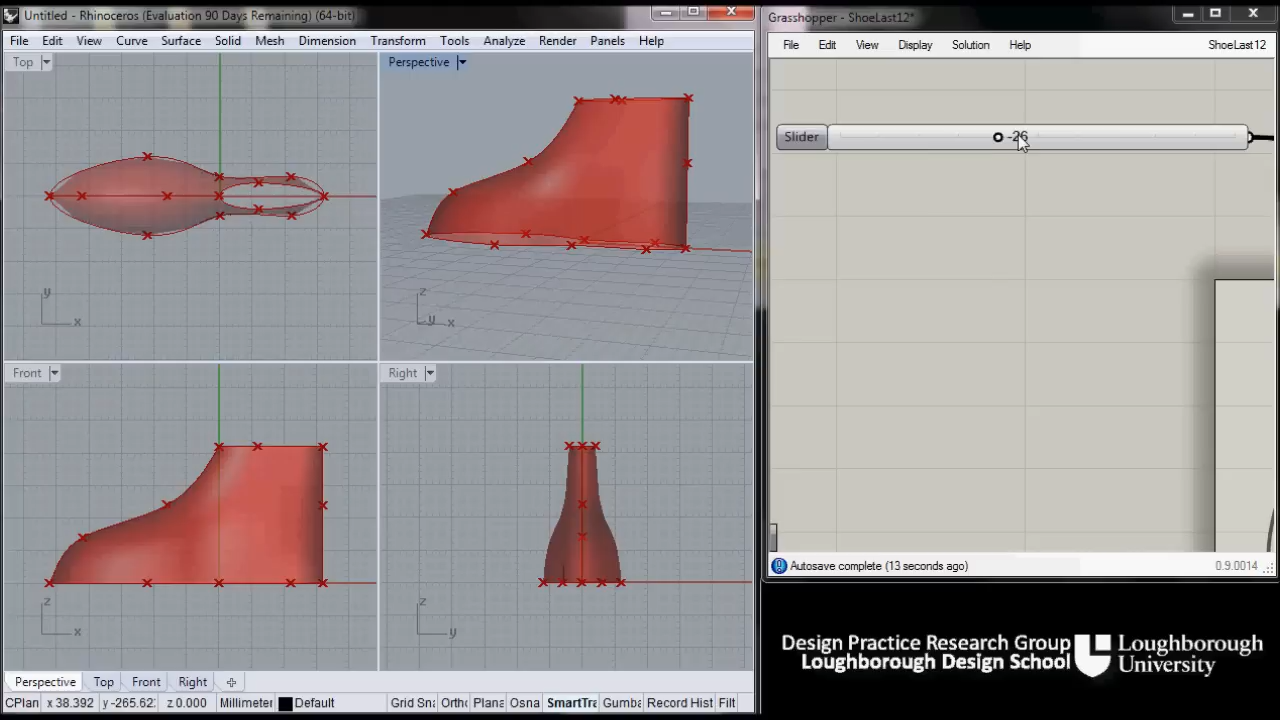 Untitled - Rhinoceros (Evaluation 90 Days Remaining) (64-bit)
File Edit View Curve Surface Solid Mesh Dimension Transform Tools Analyze Render Panels Help
Top
y
x
Perspective
z
y
x
Front
z
x
Right
z
y
Perspective Top Front Right
CPlan x 38.392 y -265.62 z 0.000 Millimeter Default Grid Sna Ortho Plana Osna SmartTra Gumba Record Hist Filt
Grasshopper - ShoeLast12*
File Edit View Display Solution Help ShoeLast12
Slider -26
Autosave complete (13 seconds ago) 0.9.0014
Design Practice Research Group
Loughborough Design School
Loughborough
University